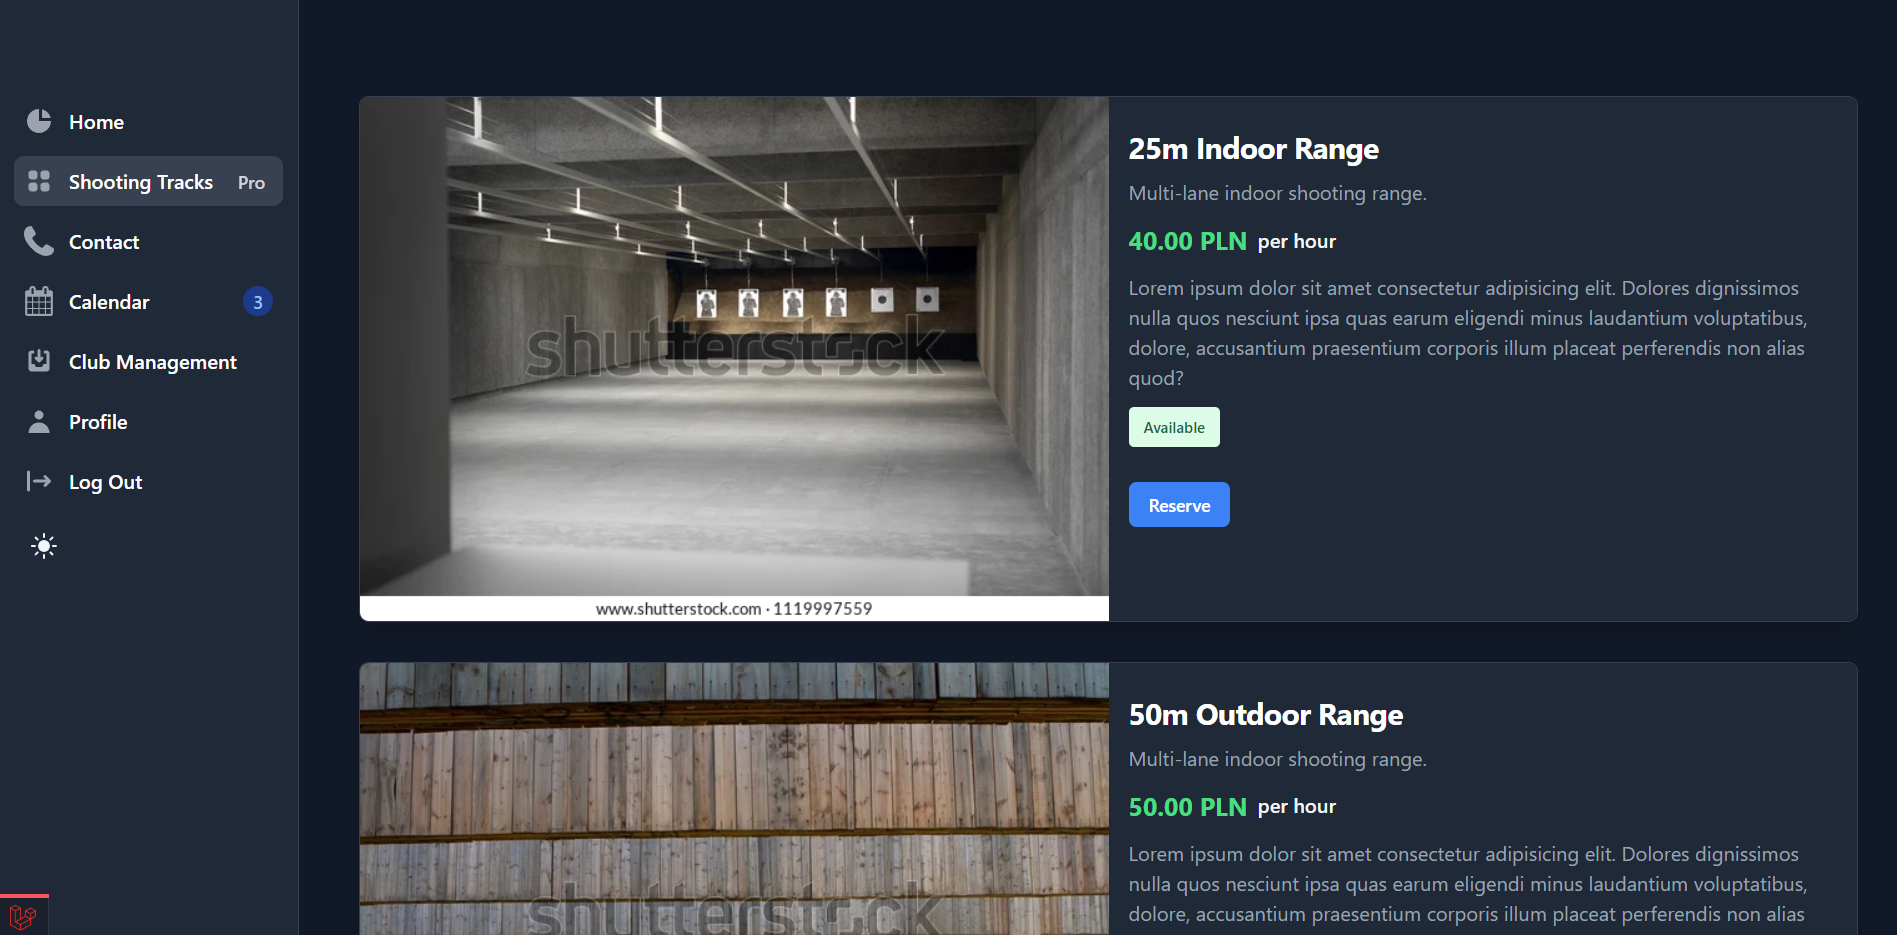 Home
Shooting Tracks Pro
Contact
Calendar 3
Club Management
Profile
Log Out
shutterstock
www.shutterstock.com · 1119997559
25m Indoor Range
Multi-lane indoor shooting range.
40.00 PLN per hour
Lorem ipsum dolor sit amet consectetur adipisicing elit. Dolores dignissimos
nulla quos nesciunt ipsa quas earum eligendi minus laudantium voluptatibus,
dolore, accusantium praesentium corporis illum placeat perferendis non alias
quod?
Available
Reserve
shutterstock
50m Outdoor Range
Multi-lane indoor shooting range.
50.00 PLN per hour
Lorem ipsum dolor sit amet consectetur adipisicing elit. Dolores dignissimos
nulla quos nesciunt ipsa quas earum eligendi minus laudantium voluptatibus,
dolore, accusantium praesentium corporis illum placeat perferendis non alias